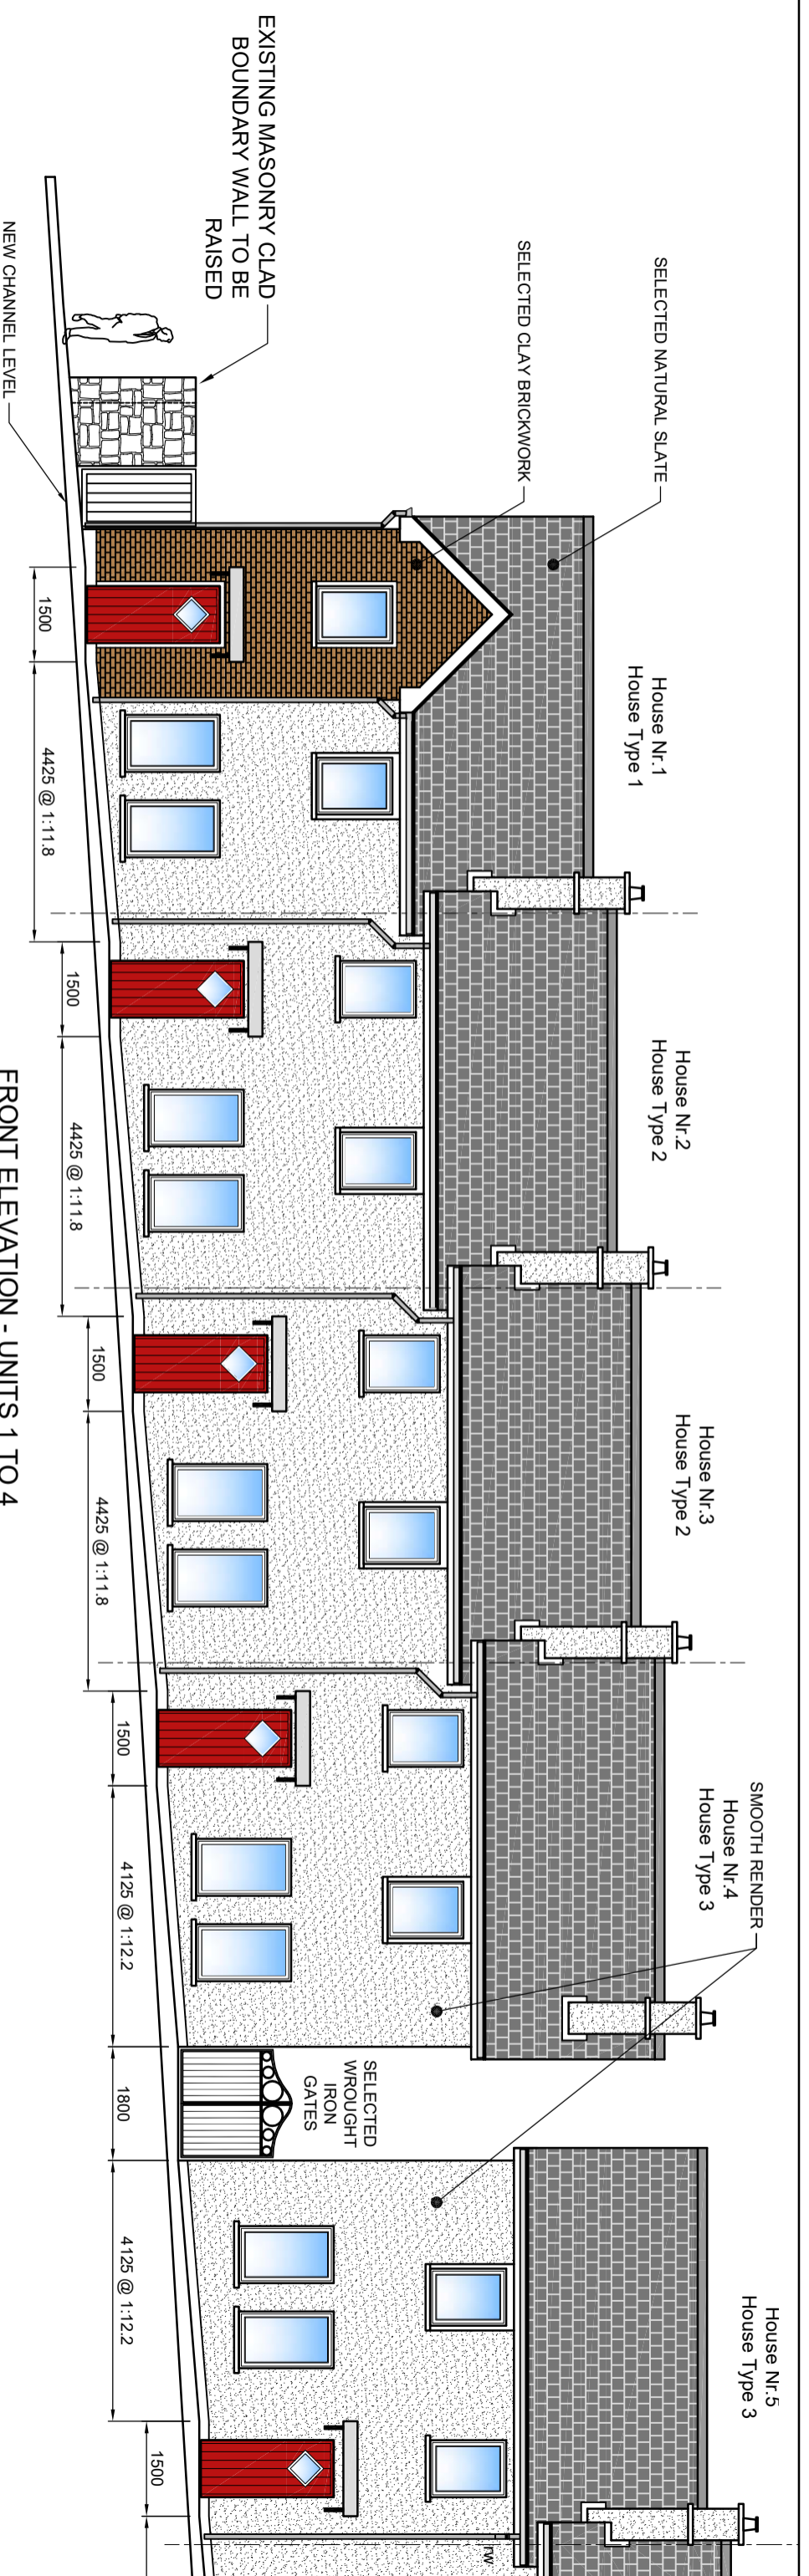 SMOOTH RENDER
House Nr.5
House Type 3
House Nr.4
House Type 3
House Nr.3
House Type 2
House Nr.2
House Type 2
House Nr.1
House Type 1
SELECTED NATURAL SLATE
SELECTED CLAY BRICKWORK
EXISTING MASONRY CLAD
BOUNDARY WALL TO BE
RAISED
SELECTED
WROUGHT
IRON
GATES
rw
NEW CHANNEL LEVEL
1500
4425 @ 1:11.8
1500
4425 @ 1:11.8
1500
4425 @ 1:11.8
1500
4125 @ 1:12.2
1800
4125 @ 1:12.2
1500
FRONT ELEVATION - UNITS 1 TO 4